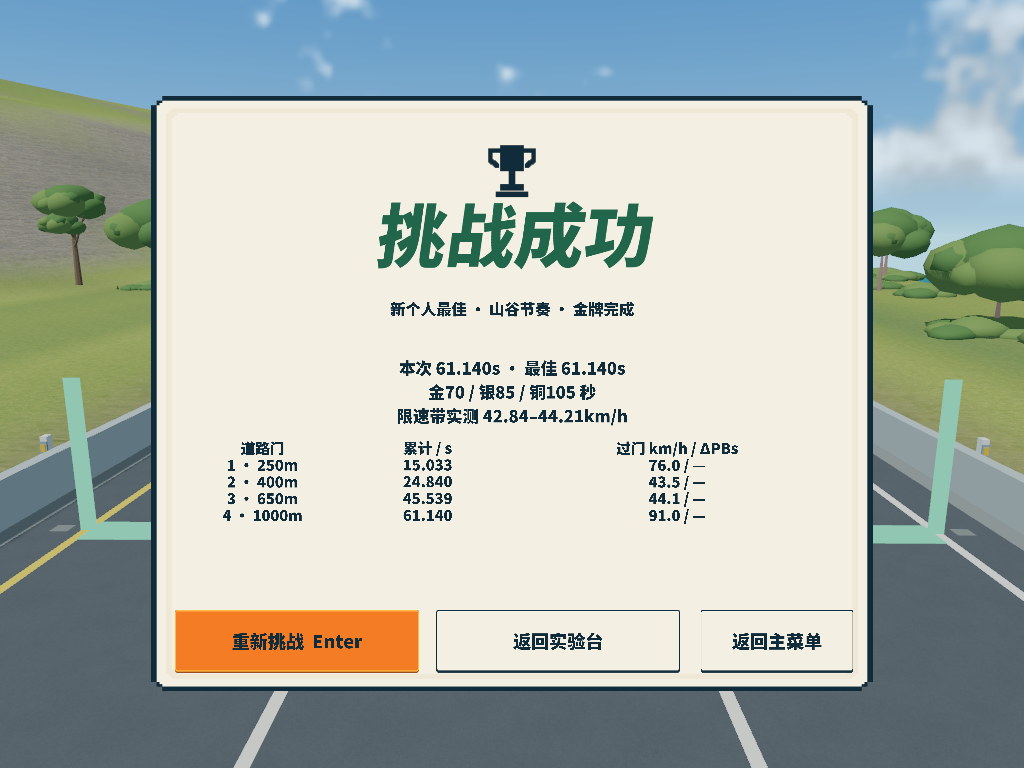 挑战成功
新个人最佳 · 山谷节奏 · 金牌完成
本次 61.140s · 最佳 61.140s
金70 / 银85 / 铜105 秒
限速带实测 42.84–44.21km/h
道路门 累计 / s 过门 km/h / ΔPBs
1 · 250m 15.033 76.0 / —
2 · 400m 24.840 43.5 / —
3 · 650m 45.539 44.1 / —
4 · 1000m 61.140 91.0 / —
重新挑战 Enter 返回实验台 返回主菜单